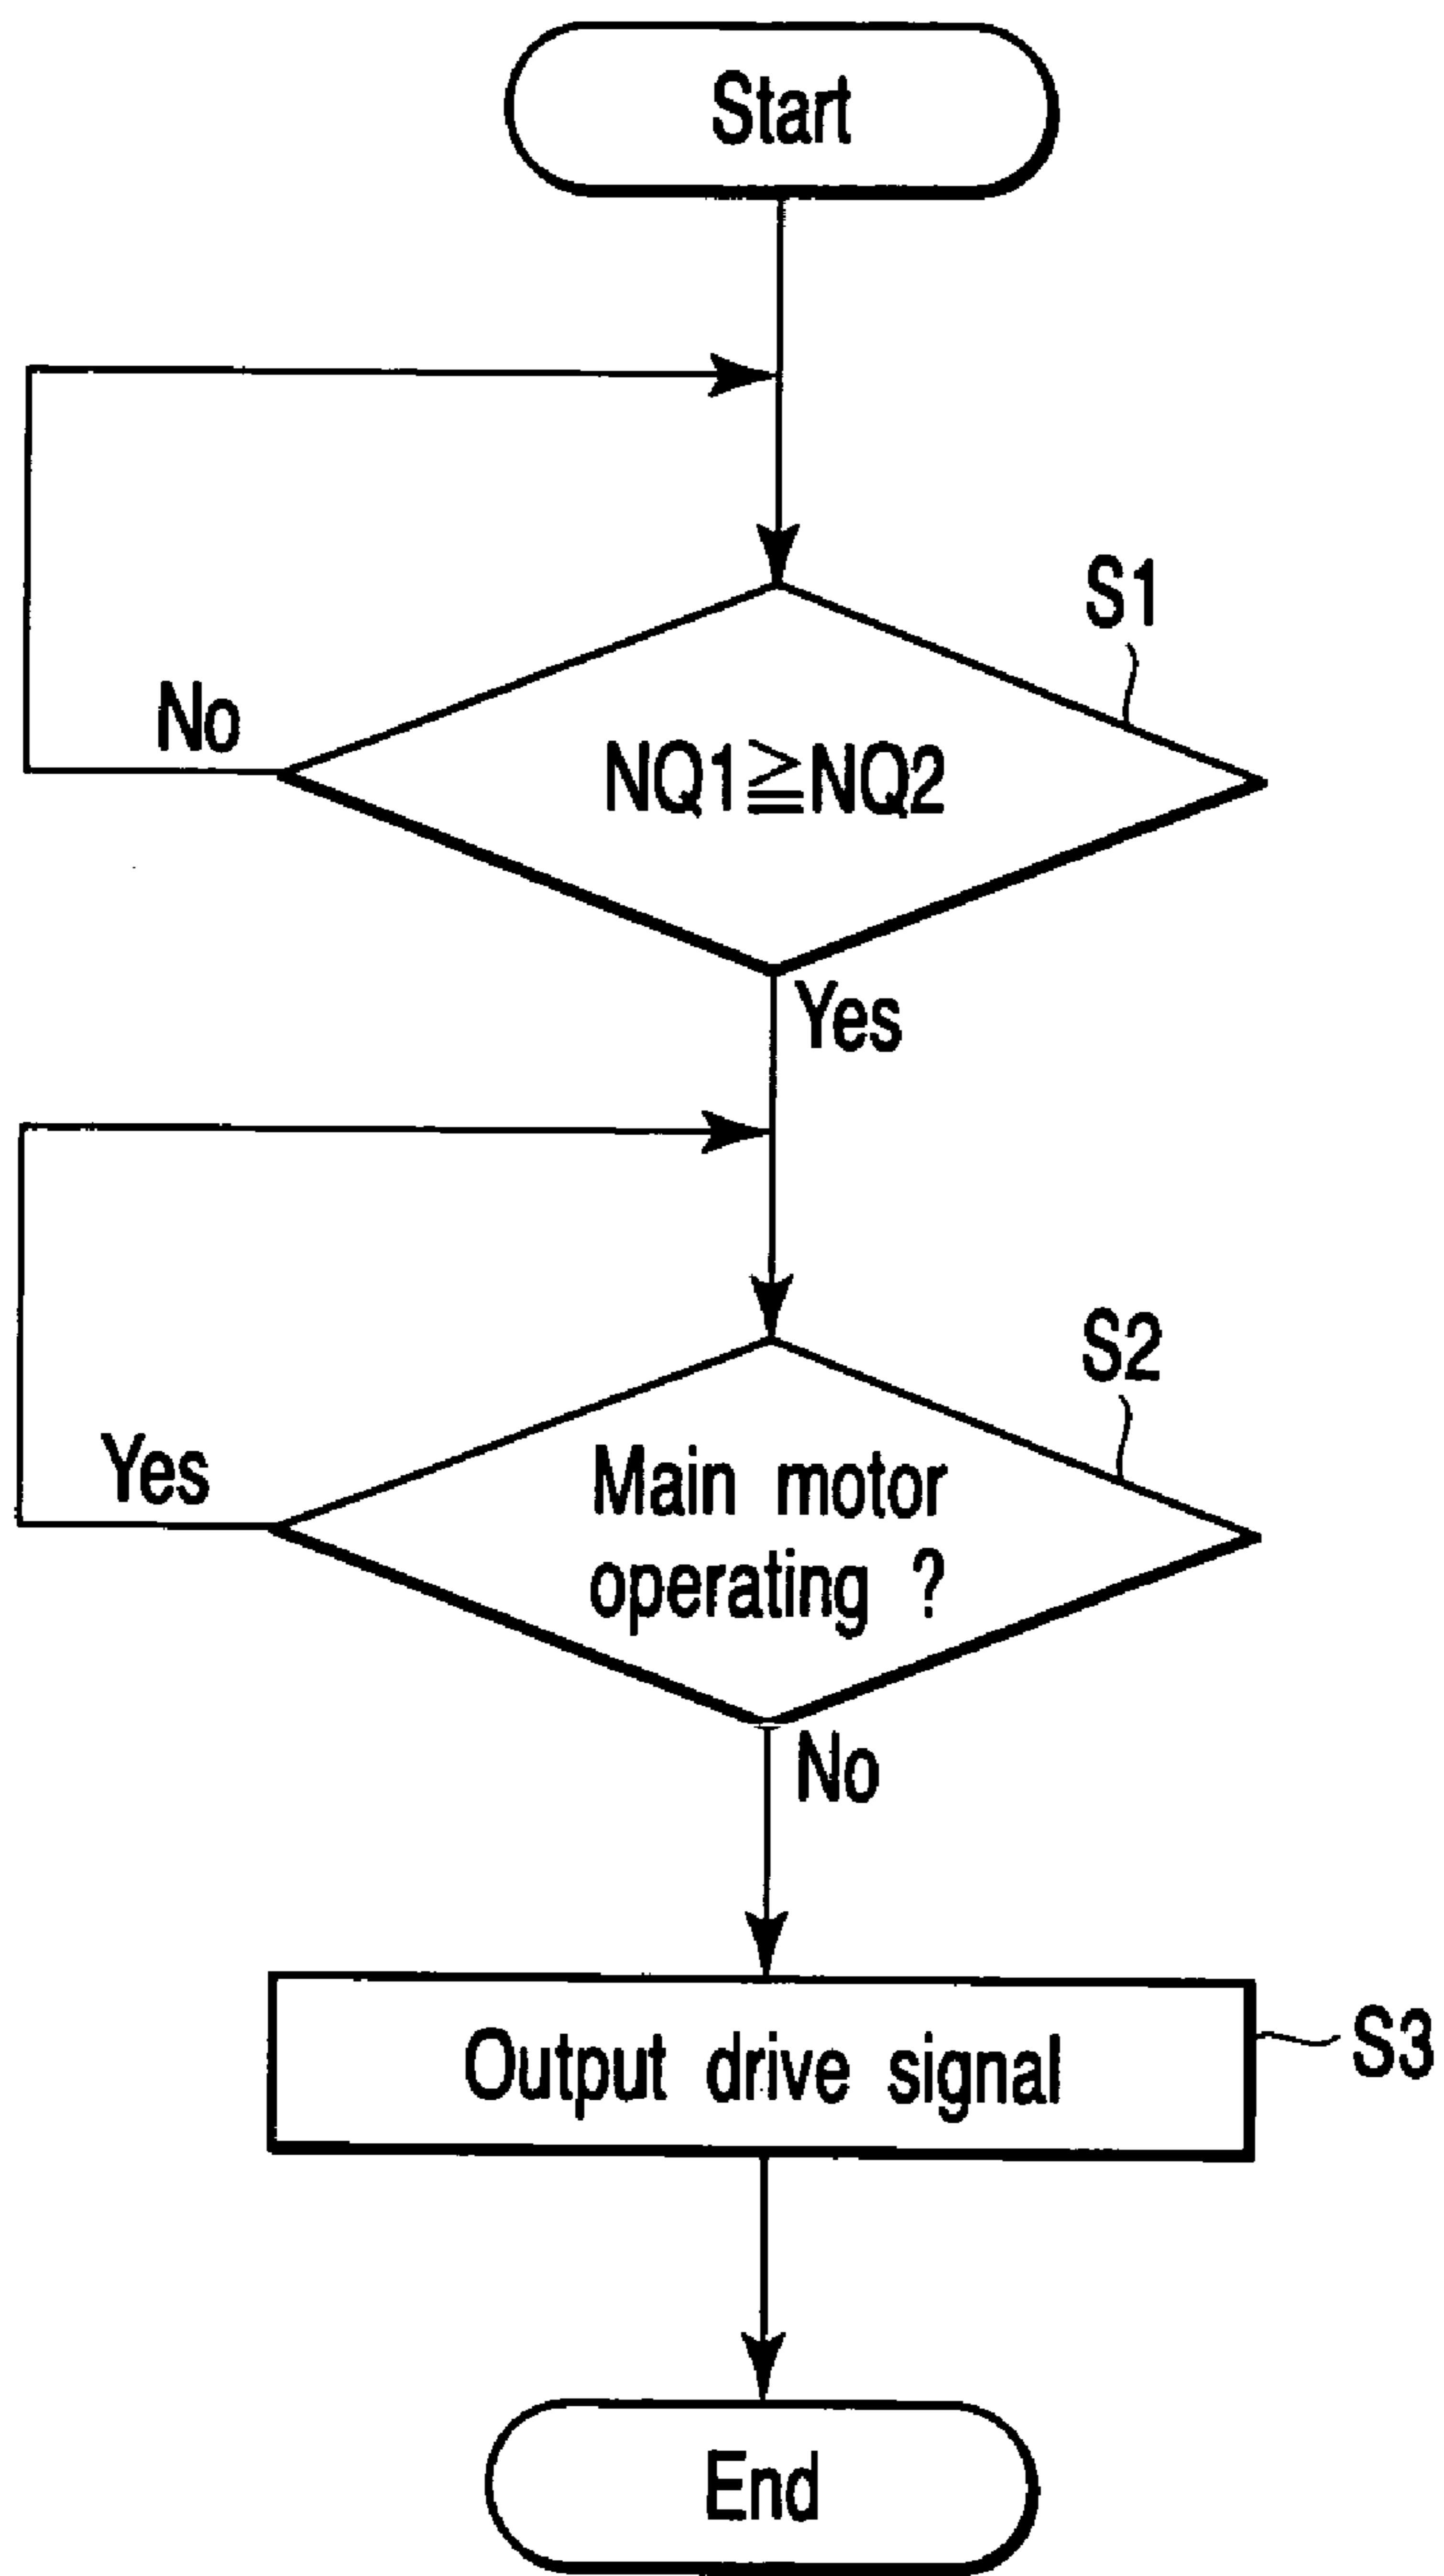 Start
S1
No
NQ1≧NQ2
Yes
S2
Yes
Main motor
operating ?
No
Output drive signal
S3
End